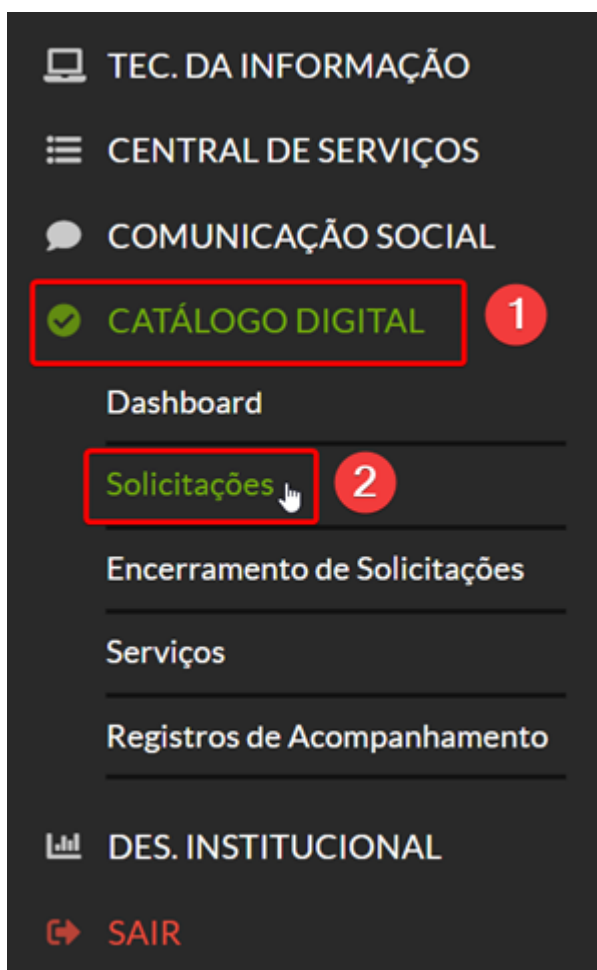 TEC. DA INFORMAÇÃO
CENTRAL DE SERVIÇOS
COMUNICAÇÃO SOCIAL
CATÁLOGO DIGITAL 1
Dashboard
Solicitações 2
Encerramento de Solicitações
Serviços
Registros de Acompanhamento
DES. INSTITUCIONAL
SAIR